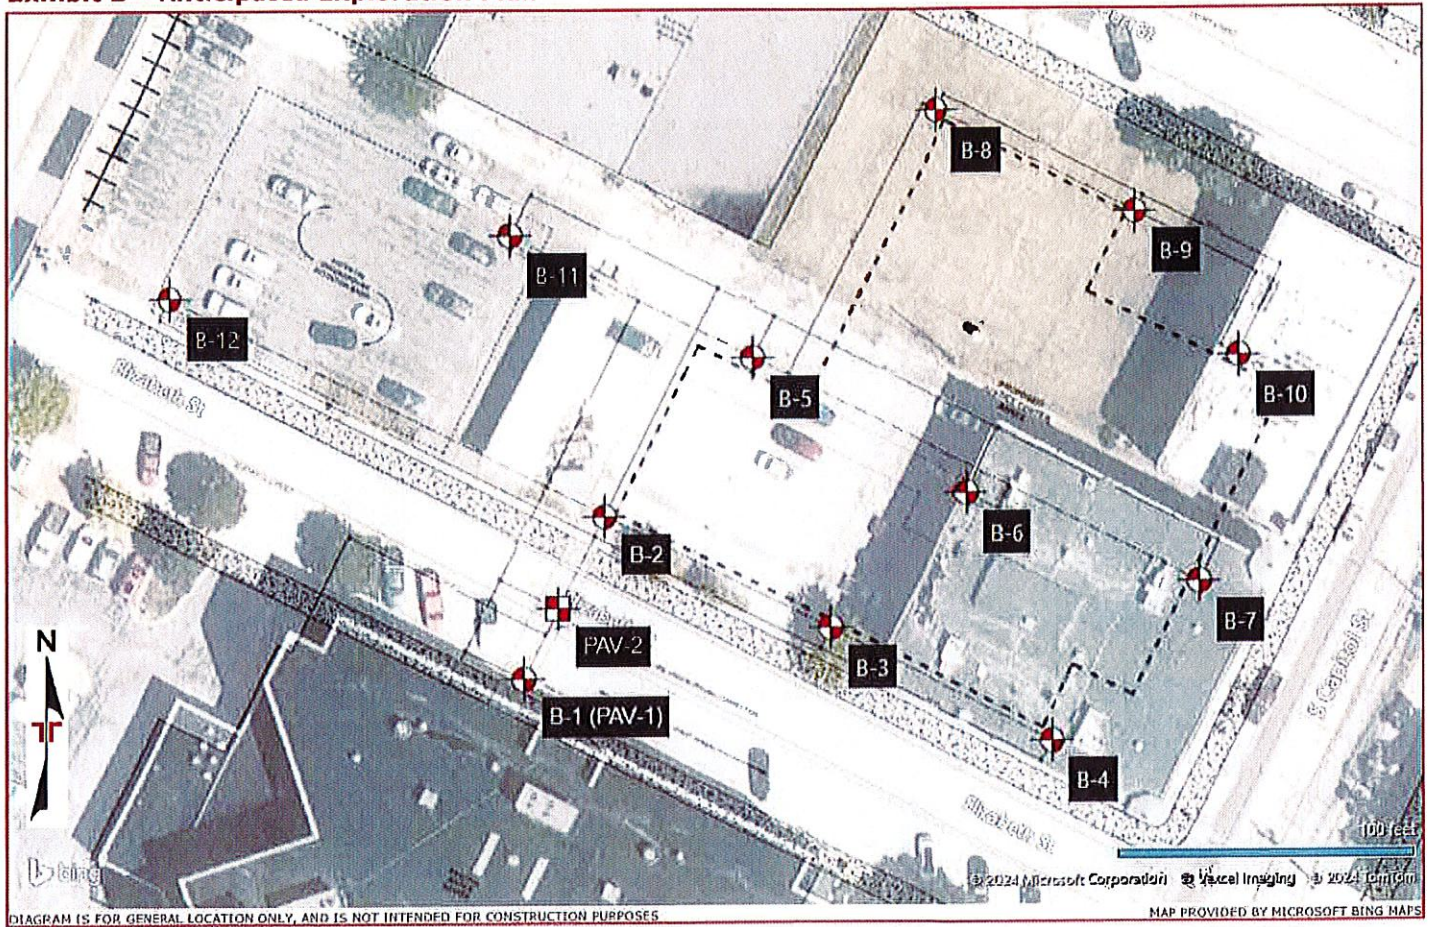 B-8
B-9
B-11
B-12
B-5
B-10
Elizabeth St
B-6
B-2
B-7
PAV-2
B-3
B-1 (PAV-1)
S Capitol St
N
B-4
Elizabeth St
100 feet
bing
© 2024 Microsoft Corporation © Vexcel Imaging © 2024 TomTom
DIAGRAM IS FOR GENERAL LOCATION ONLY, AND IS NOT INTENDED FOR CONSTRUCTION PURPOSES
MAP PROVIDED BY MICROSOFT BING MAPS